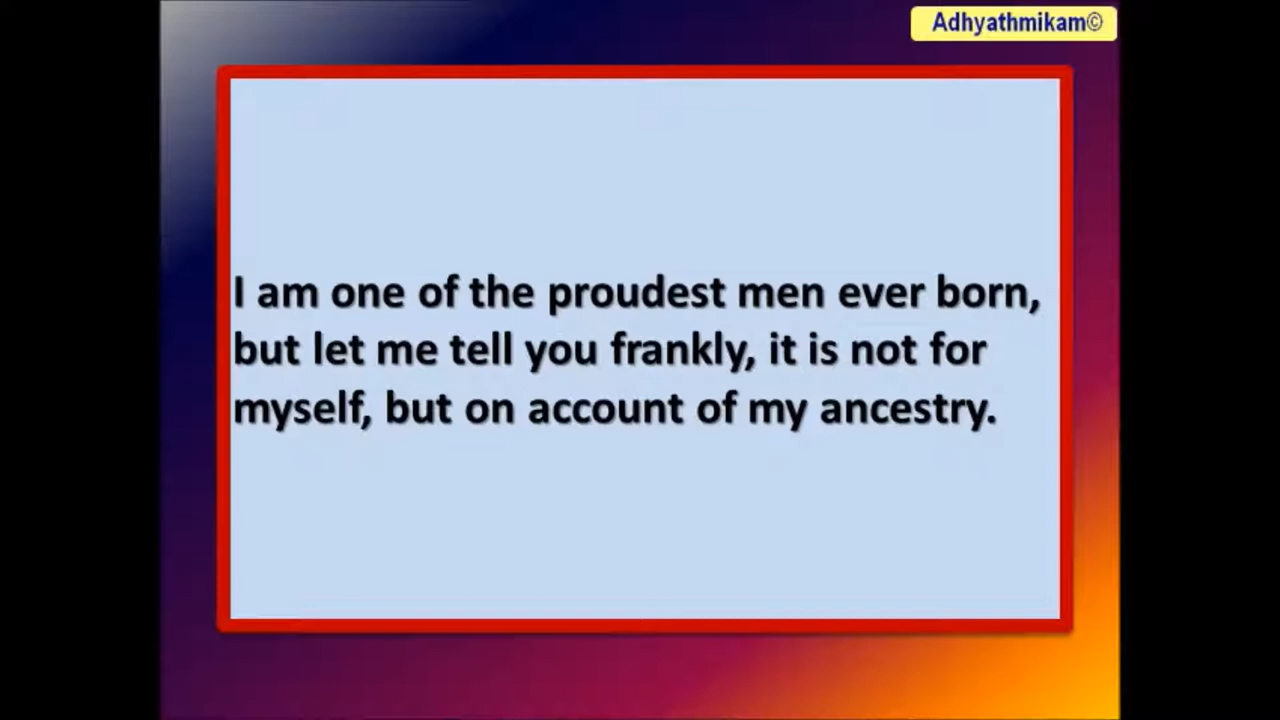 Adhyathmikam©
I am one of the proudest men ever born,
but let me tell you frankly, it is not for
myself, but on account of my ancestry.